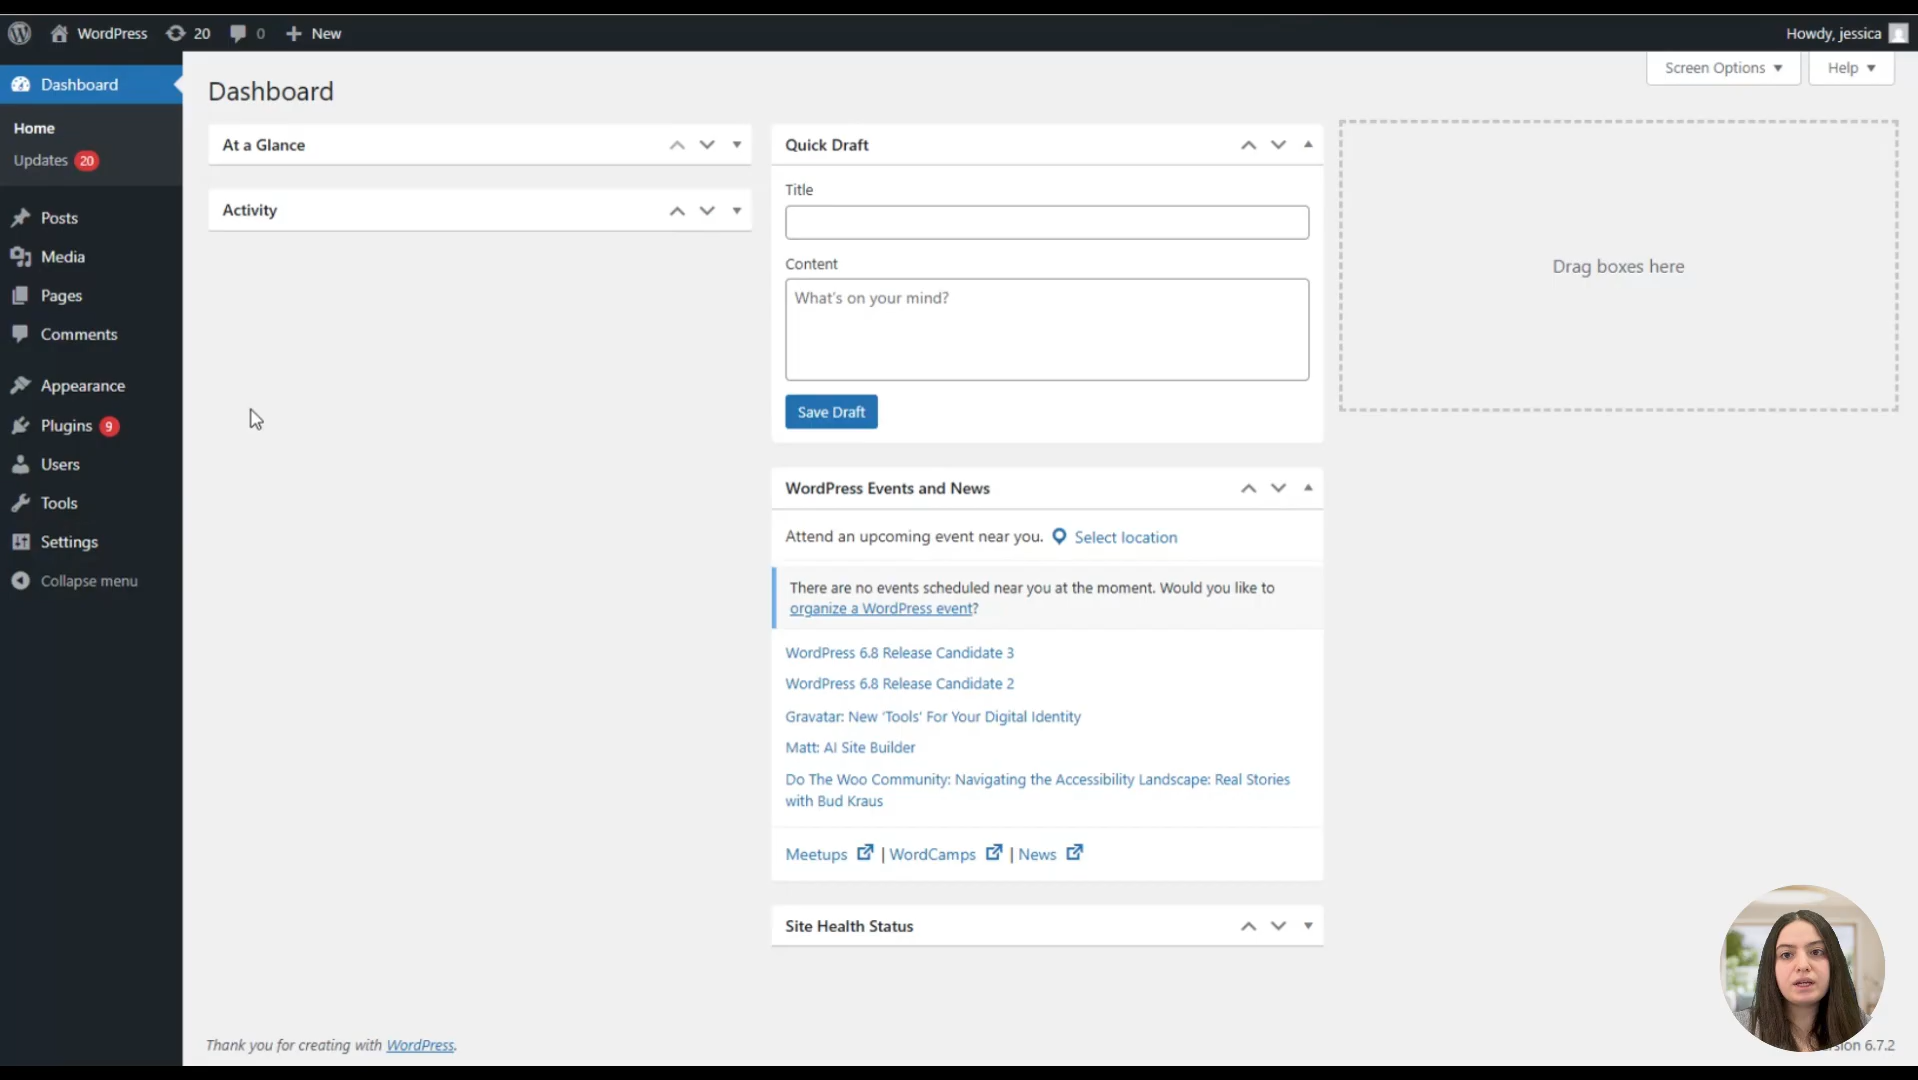 WordPress 20 0 New Howdy, jessica
Screen Options Help
Dashboard
Home
Updates 20
Posts
Media
Pages
Comments
Appearance
Plugins 9
Users
Tools
Settings
Collapse menu
Dashboard
At a Glance
Activity
Quick Draft
Title
Content
What's on your mind?
Save Draft
WordPress Events and News
Attend an upcoming event near you. Select location
There are no events scheduled near you at the moment. Would you like to
organize a WordPress event?
WordPress 6.8 Release Candidate 3
WordPress 6.8 Release Candidate 2
Gravatar: New ‘Tools’ For Your Digital Identity
Matt: AI Site Builder
Do The Woo Community: Navigating the Accessibility Landscape: Real Stories
with Bud Kraus
Meetups | WordCamps | News
Site Health Status
Drag boxes here
Thank you for creating with WordPress.
6.7.2